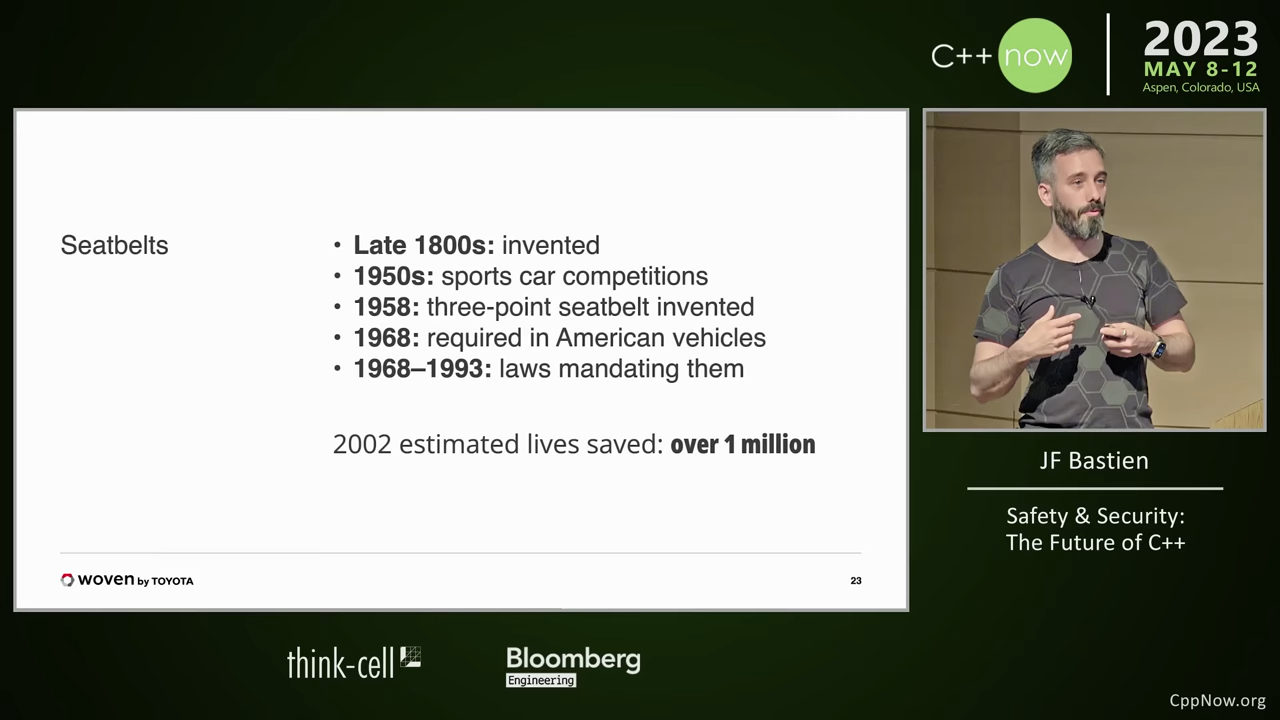 C++ now
2023
MAY 8-12
Aspen, Colorado, USA
Seatbelts
• Late 1800s: invented
• 1950s: sports car competitions
• 1958: three-point seatbelt invented
• 1968: required in American vehicles
• 1968–1993: laws mandating them
2002 estimated lives saved: over 1 million
woven by TOYOTA
23
JF Bastien
Safety & Security:
The Future of C++
think-cell
Bloomberg
Engineering
CppNow.org